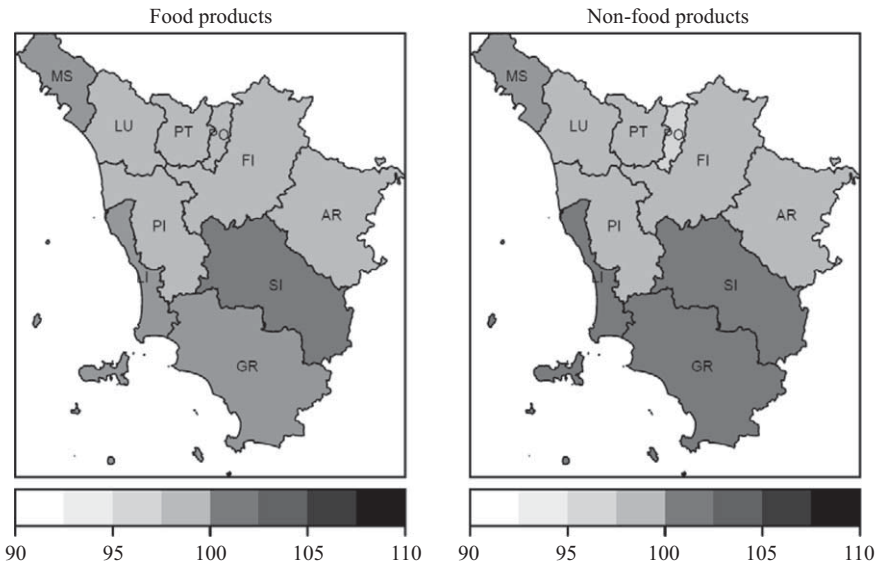 Food products
MS
LU
PT
PO
FI
AR
PI
LI
SI
GR
90 95 100 105 110
Non-food products
MS
LU
PT
PO
FI
AR
PI
LI
SI
GR
90 95 100 105 110